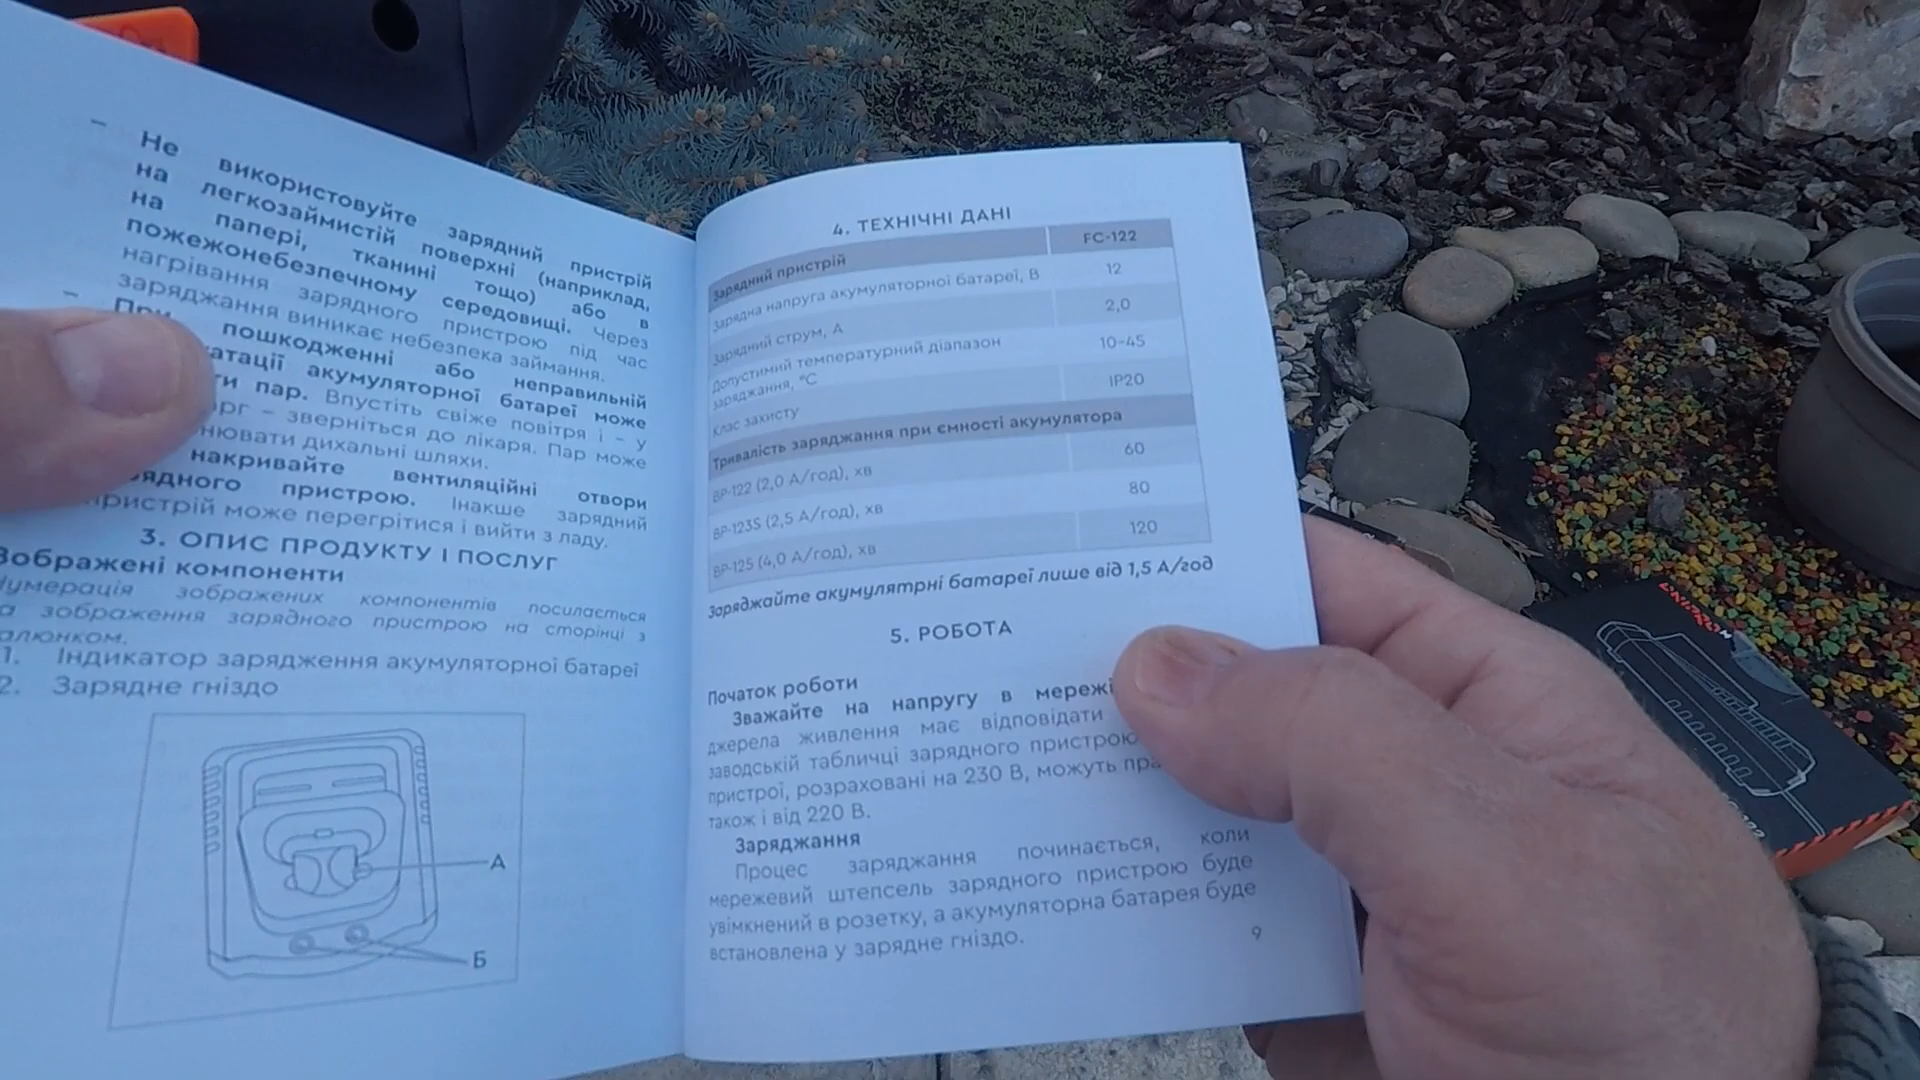 – Не використовуйте зарядний пристрій
на легкозаймистій поверхні (наприклад,
на папері, тканині тощо) або в
пожежонебезпечному середовищі. Через
нагрівання зарядного пристрою під час
заряджання виникає небезпека займання.
– При пошкодженні або неправильній
акумуляторної батареї може
пар. Впустіть свіже повітря і – у
– зверніться до лікаря. Пар може
дихальні шляхи.
накривайте вентиляційні отвори
пристрою. Інакше зарядний
пристрій може перегрітися і вийти з ладу.
3. ОПИС ПРОДУКТУ І ПОСЛУГ
Зображені компоненти
Нумерація зображених компонентів посилається
зображення зарядного пристрою на сторінці з
1. Індикатор зарядження акумуляторної батареї
2. Зарядне гніздо
А
Б
4. ТЕХНІЧНІ ДАНІ
Зарядний пристрій FC-122
Зарядна напруга акумуляторної батареї, В 12
Зарядний струм, А 2,0
Допустимий температурний діапазон
заряджання, °С 10-45
Клас захисту IP20
Тривалість заряджання при ємності акумулятора
BP-122 (2,0 А/год), хв 60
BP-123S (2,5 А/год), хв 80
BP-125 (4,0 А/год), хв 120
Заряджайте акумулятрні батареї лише від 1,5 А/год
5. РОБОТА
Початок роботи
Зважайте на напругу в мережі
джерела живлення має відповідати
заводській табличці зарядного
пристрої, розраховані на 230 В, можуть
також і від 220 В.
Заряджання
Процес заряджання починається, коли
мережевий штепсель зарядного пристрою буде
увімкнений в розетку, а акумуляторна батарея буде
встановлена у зарядне гніздо.
9